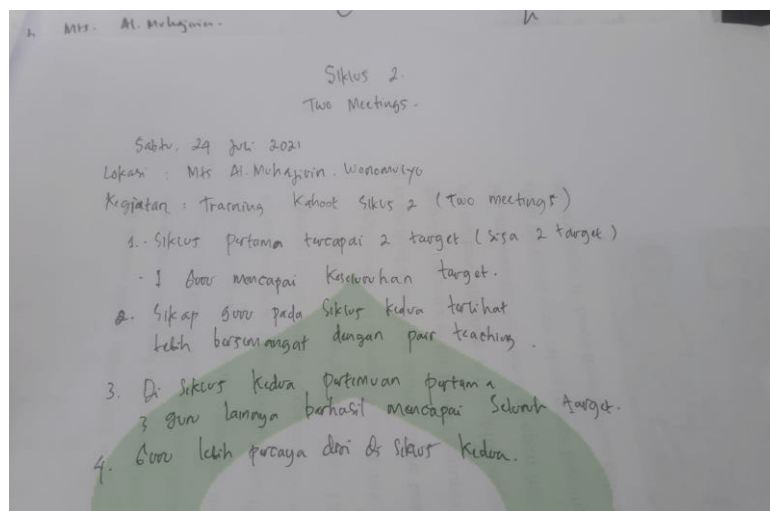 Mts. Al. Muhajirin.
Siklus 2.
Two Meetings.
Sabtu, 24 Juli 2021
Lokasi : Mts Al. Muhajirin. Wonomulyo
Kegiatan : Training Kahoot Sikus 2 (Two meetings)
1. Siklus pertama tercapai 2 target (sisa 2 target)
- 1 Guru mencapai Keseluruhan target.
2. Sikap guru pada Siklus Kedua terlihat
Lebih bersemangat dengan pair teaching.
3. Di Siklus Kedua pertemuan pertama
3 guru lainnya berhasil mencapai Seluruh target.
4. Guru lebih percaya diri di Siklus Kedua.